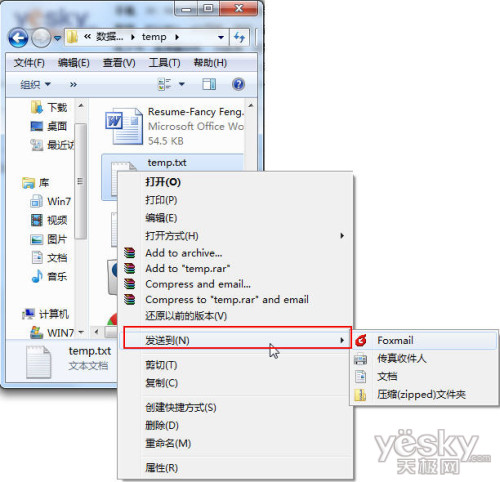 yesky
« 数据... ▸ temp ▸
文件(F) 编辑(E) 查看(V) 工具(T) 帮助(H)
组织 »
下载
桌面
最近访
库
Win7
视频
图片
文档
音乐
计算机
WIN7
Resume-Fancy Feng.
Microsoft Office Wo
54.5 KB
temp.txt
打开(O)
打印(P)
编辑(E)
打开方式(H)
Add to archive...
Add to "temp.rar"
Compress and email...
Compress to "temp.rar" and email
还原以前的版本(V)
发送到(N)
剪切(T)
复制(C)
创建快捷方式(S)
删除(D)
重命名(M)
属性(R)
Foxmail
传真收件人
文档
压缩(zipped)文件夹
temp.txt
文本文档
yësky
天极网